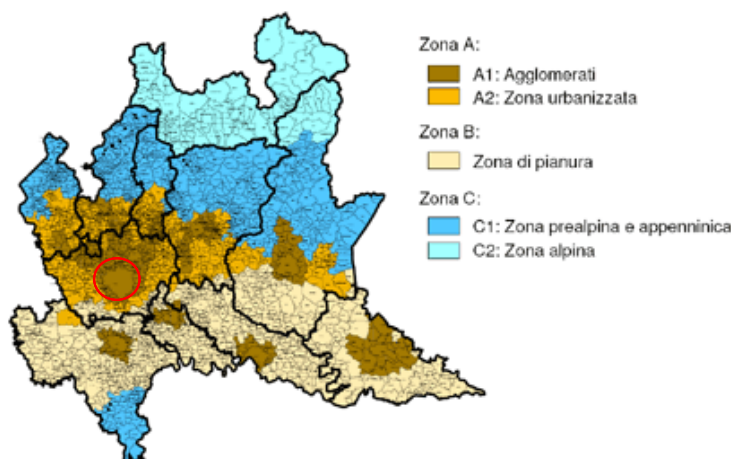 Zona A:
A1: Agglomerati
A2: Zona urbanizzata
Zona B:
Zona di pianura
Zona C:
C1: Zona prealpina e appenninica
C2: Zona alpina